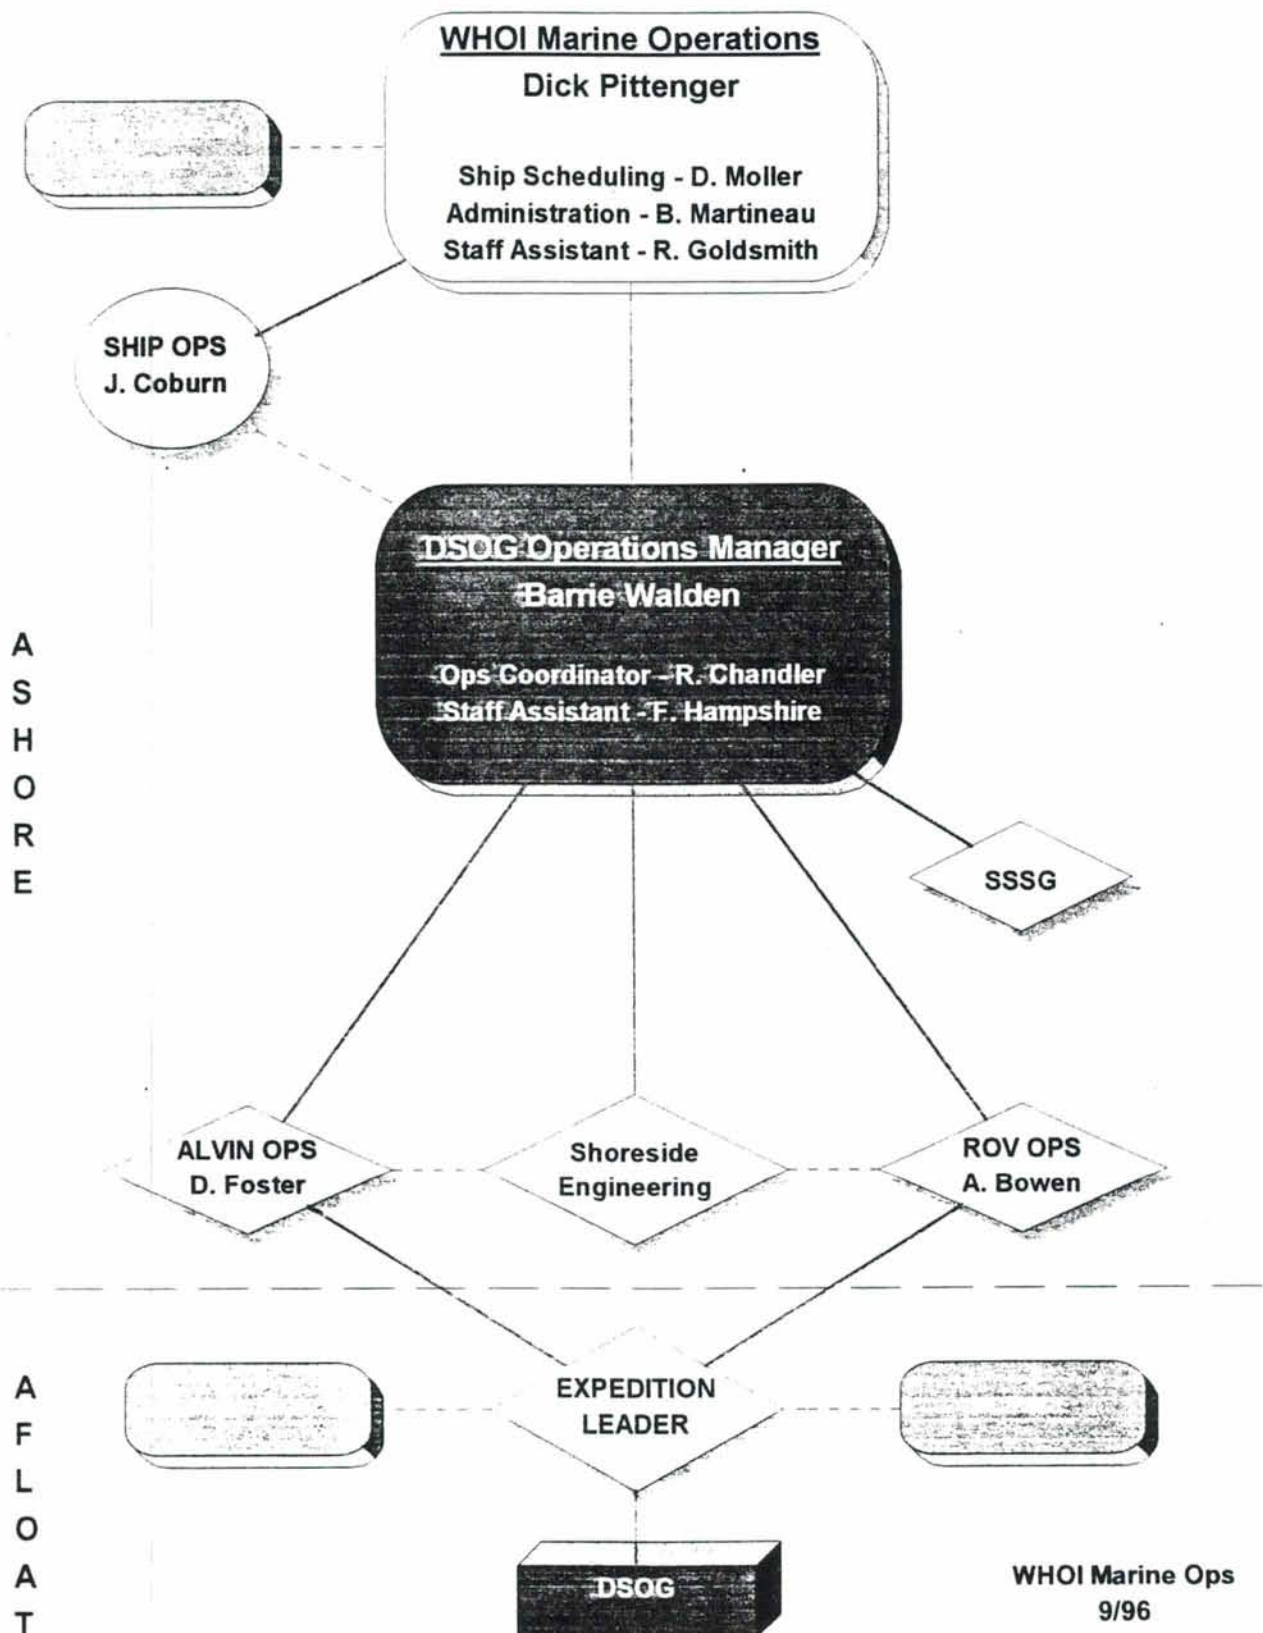 WHOI Marine Operations
Dick Pittenger
Ship Scheduling - D. Moller
Administration - B. Martineau
Staff Assistant - R. Goldsmith
SHIP OPS
J. Coburn
DSOG Operations Manager
Barrie Walden
Ops Coordinator - R. Chandler
Staff Assistant - F. Hampshire
ASHORE
SSSG
ALVIN OPS
D. Foster
Shoreside
Engineering
ROV OPS
A. Bowen
AFLOAT
EXPEDITION
LEADER
DSOG
WHOI Marine Ops
9/96